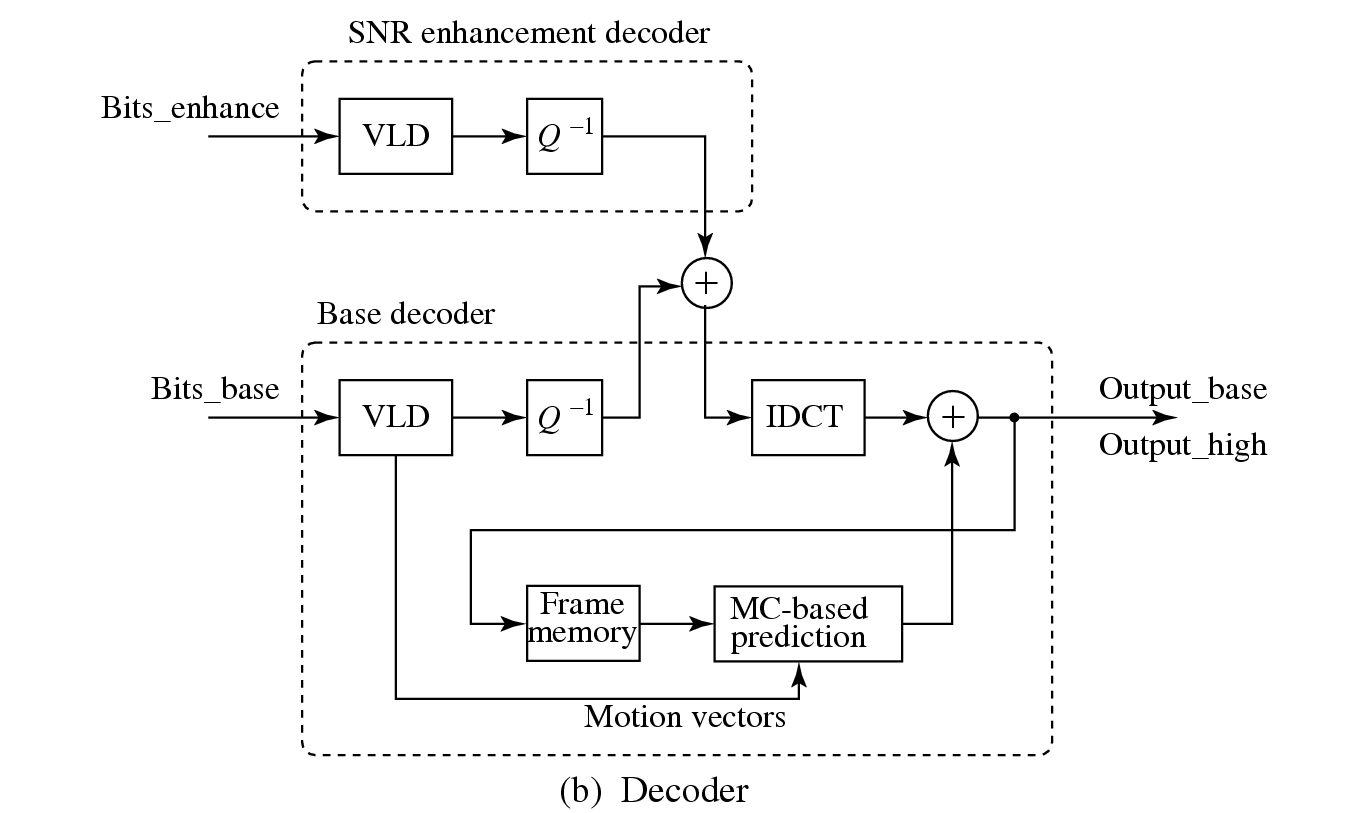 SNR enhancement decoder
Bits_enhance
VLD
Q −1
+
Base decoder
Bits_base
VLD
Q −1
IDCT
+
Output_base
Output_high
Frame
memory
MC-based
prediction
Motion vectors
(b) Decoder